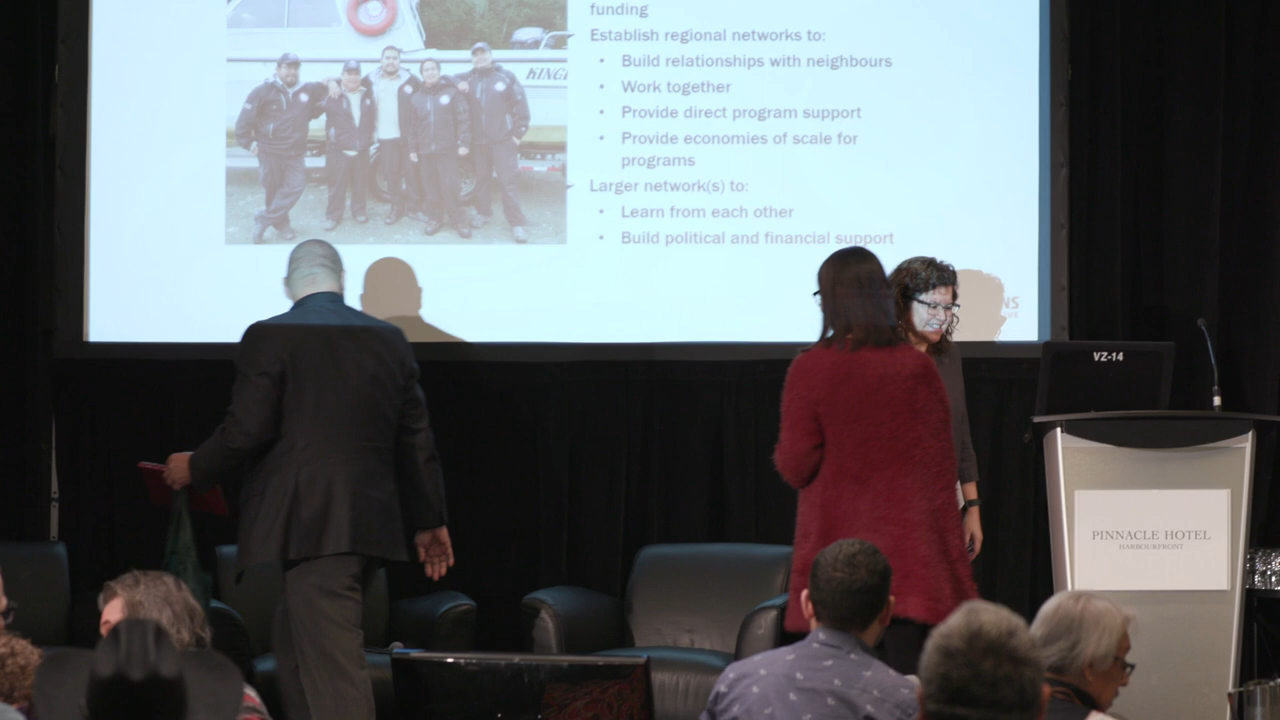 funding
Establish regional networks to:
• Build relationships with neighbours
• Work together
• Provide direct program support
• Provide economies of scale for
programs
Larger network(s) to:
• Learn from each other
• Build political and financial support
VZ-14
PINNACLE HOTEL
HARBOURFRONT